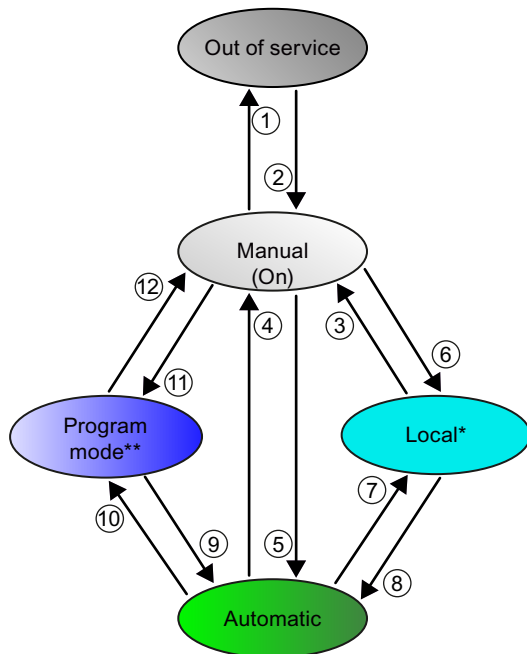 Out of service
①
②
Manual
(On)
⑫
④
③
⑥
⑪
Program
mode**
Local*
⑦
⑩
⑨
⑤
⑧
Automatic